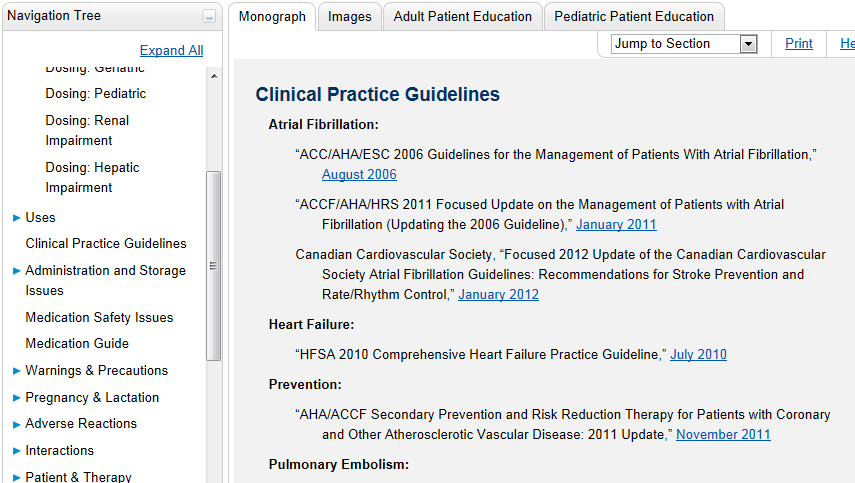 Navigation Tree
Expand All
Dosing: Geriatric
Dosing: Pediatric
Dosing: Renal
Impairment
Dosing: Hepatic
Impairment
Uses
Clinical Practice Guidelines
Administration and Storage
Issues
Medication Safety Issues
Medication Guide
Warnings & Precautions
Pregnancy & Lactation
Adverse Reactions
Interactions
Patient & Therapy
Monograph
Images
Adult Patient Education
Pediatric Patient Education
Jump to Section
Print
Clinical Practice Guidelines
Atrial Fibrillation:
“ACC/AHA/ESC 2006 Guidelines for the Management of Patients With Atrial Fibrillation,”
August 2006
“ACCF/AHA/HRS 2011 Focused Update on the Management of Patients with Atrial
Fibrillation (Updating the 2006 Guideline),” January 2011
Canadian Cardiovascular Society, “Focused 2012 Update of the Canadian Cardiovascular
Society Atrial Fibrillation Guidelines: Recommendations for Stroke Prevention and
Rate/Rhythm Control,” January 2012
Heart Failure:
“HFSA 2010 Comprehensive Heart Failure Practice Guideline,” July 2010
Prevention:
“AHA/ACCF Secondary Prevention and Risk Reduction Therapy for Patients with Coronary
and Other Atherosclerotic Vascular Disease: 2011 Update,” November 2011
Pulmonary Embolism: